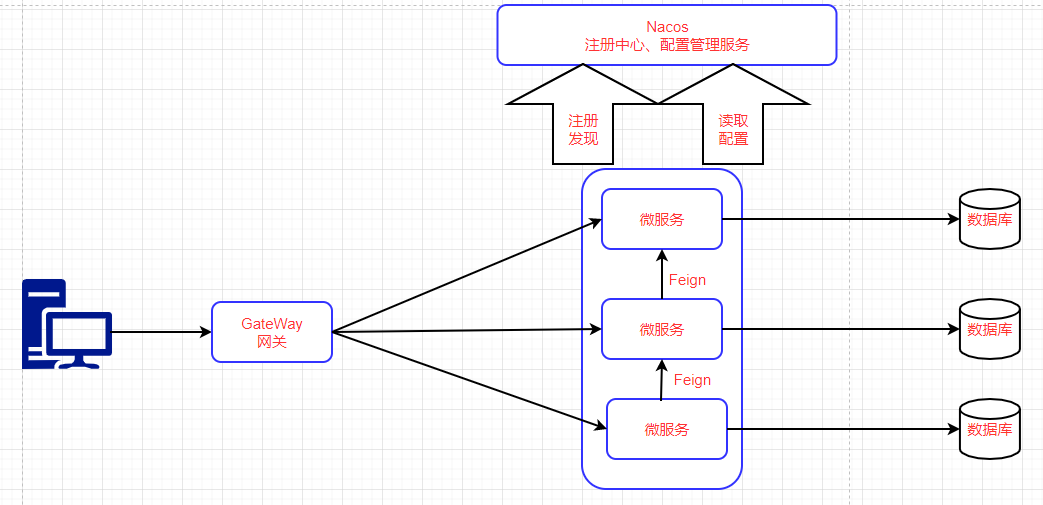 Nacos
注册中心、配置管理服务
注册
发现
读取
配置
微服务
数据库
Feign
GateWay
网关
微服务
数据库
Feign
微服务
数据库